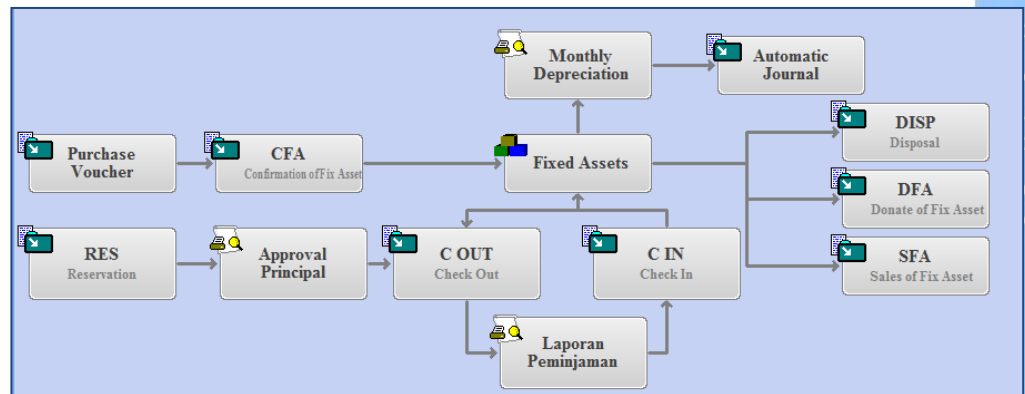 Monthly
Depreciation
Automatic
Journal
Purchase
Voucher
CFA
Confirmation of Fix Asset
Fixed Assets
DISP
Disposal
DFA
Donate of Fix Asset
SFA
Sales of Fix Asset
RES
Reservation
Approval
Principal
C OUT
Check Out
C IN
Check In
Laporan
Peminjaman